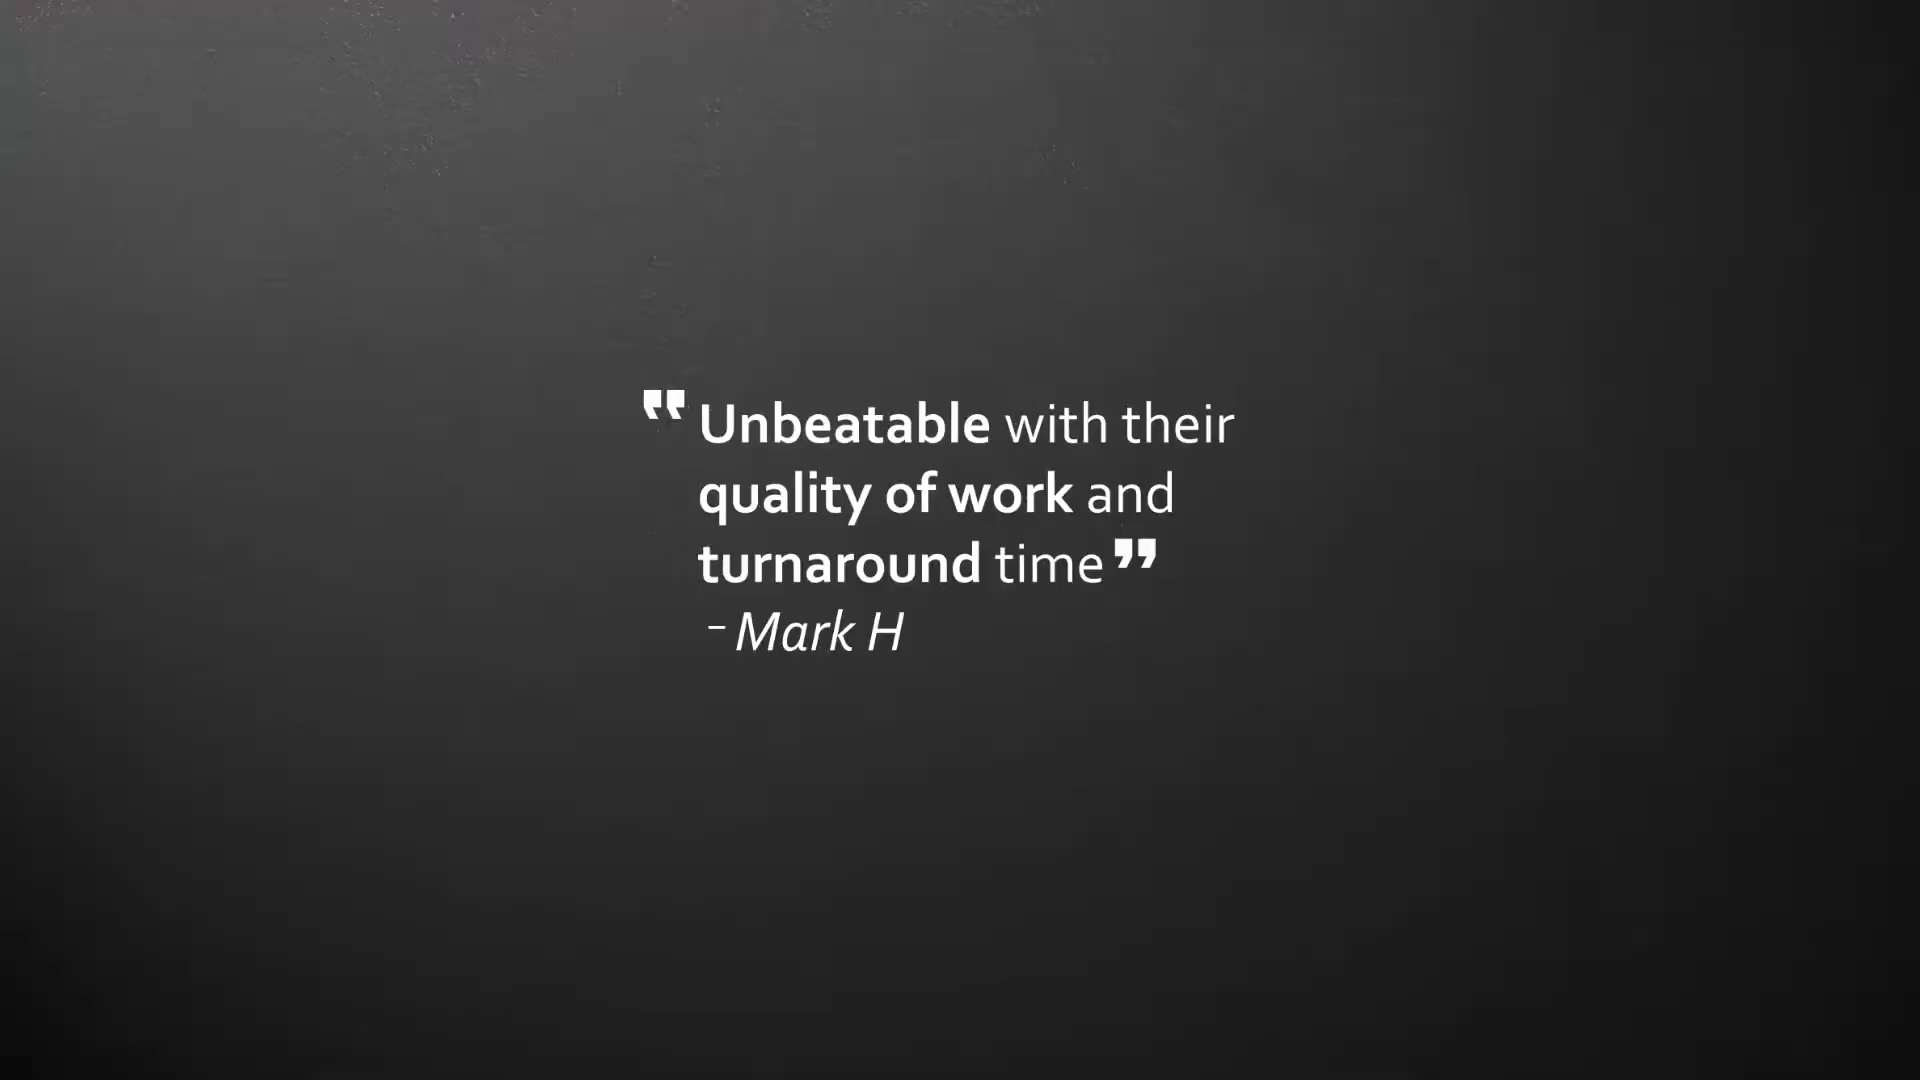 "Unbeatable with their
quality of work and
turnaround time"
- Mark H